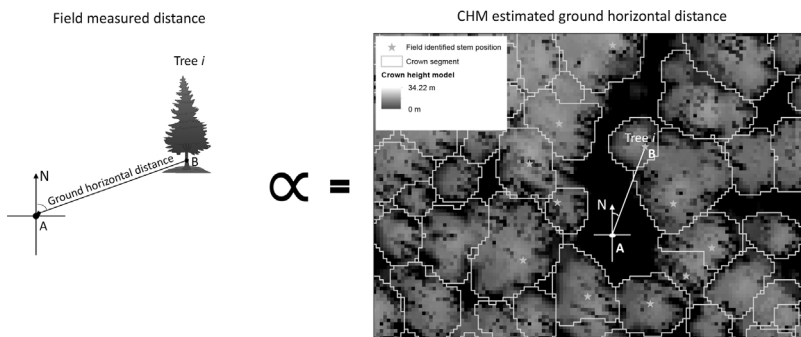 Field measured distance
Tree i
N
Ground horizontal distance
B
A
∝ =
CHM estimated ground horizontal distance
Field identified stem position
Crown segment
Crown height model
34.22 m
0 m
Tree i
B
N
A